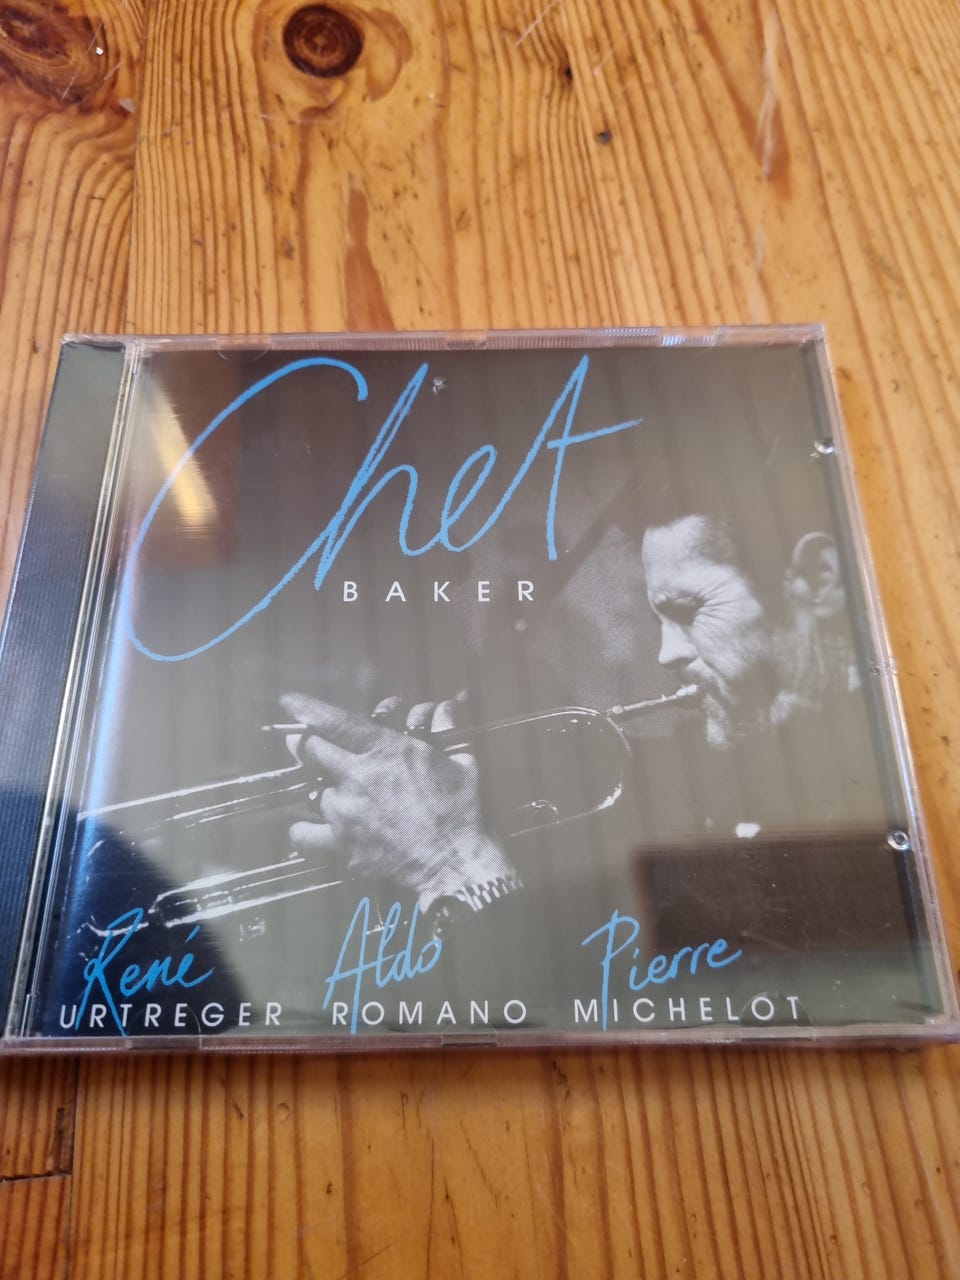 Chet
BAKER
René Aldo Pierre
URTREGER ROMANO MICHELOT